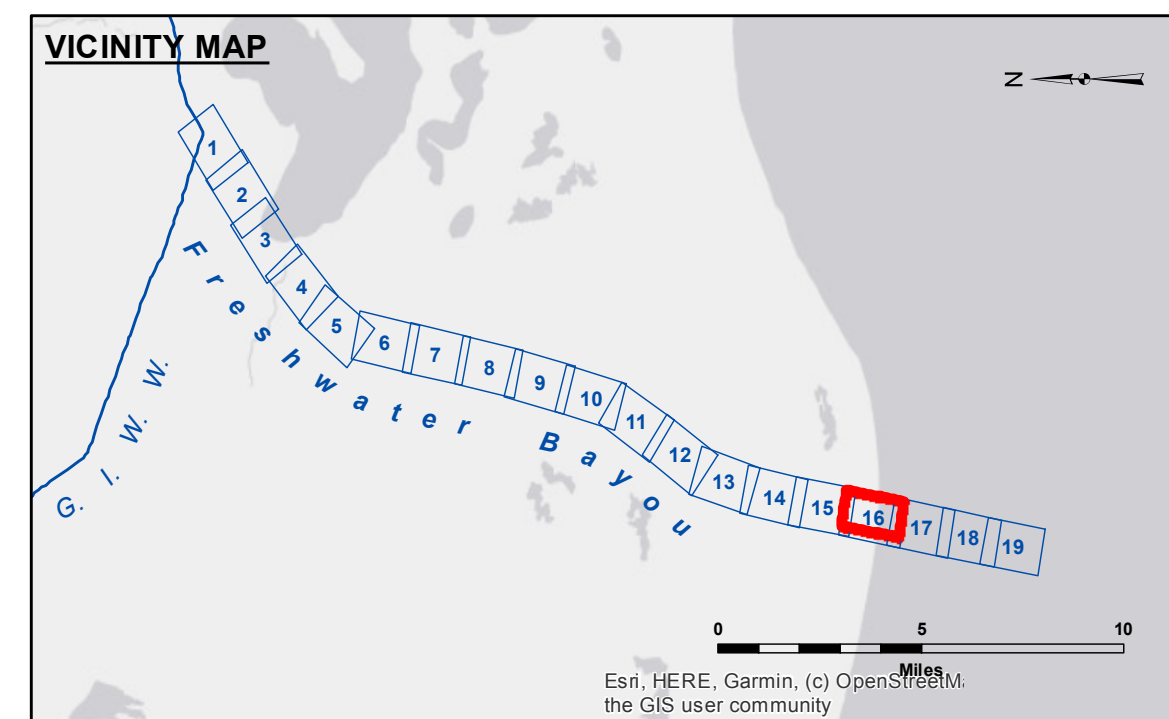 VICINITY MAP
N
1
2
3
4
5
6
7
8
9
10
11
12
13
14
15
16
17
18
19
Freshwater Bayou
G. I. W. W.
0 5 10
Miles
Esri, HERE, Garmin, (c) OpenStreetM
the GIS user community